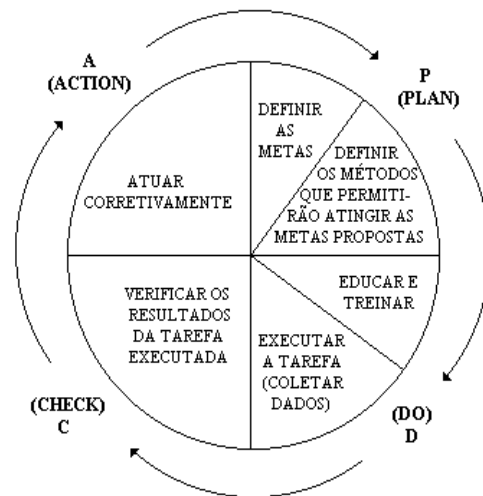 A
(ACTION)
P
(PLAN)
DEFINIR
AS
METAS
DEFINIR
OS MÉTODOS
QUE PERMITI-
RÃO ATINGIR AS
METAS PROPOSTAS
EDUCAR E
TREINAR
EXECUTAR
A TAREFA
(COLETAR
DADOS)
(DO)
D
VERIFICAR OS
RESULTADOS
DA TAREFA
EXECUTADA
(CHECK)
C
ATUAR
CORRETIVAMENTE